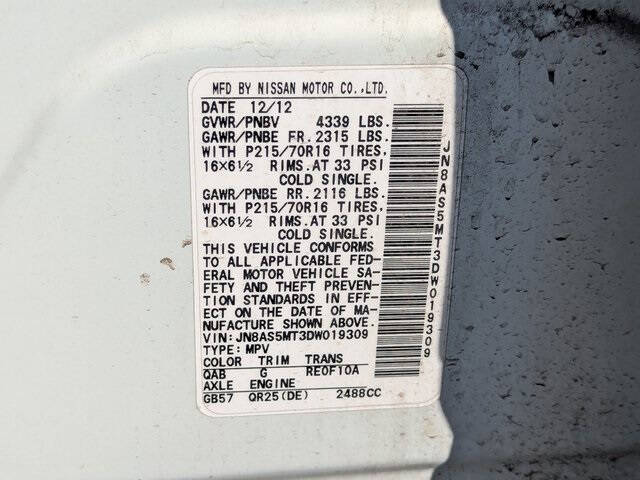 MFD BY NISSAN MOTOR CO.,LTD.
DATE 12/12
GVWR/PNBV 4339 LBS.
GAWR/PNBE FR. 2315 LBS.
WITH P215/70R16 TIRES,
16×6½ RIMS.AT 33 PSI
COLD SINGLE.
GAWR/PNBE RR. 2116 LBS.
WITH P215/70R16 TIRES,
16×6½ RIMS.AT 33 PSI
COLD SINGLE.
THIS VEHICLE CONFORMS
TO ALL APPLICABLE FED-
ERAL MOTOR VEHICLE SA-
FETY AND THEFT PREVEN-
TION STANDARDS IN EFF-
ECT ON THE DATE OF MA-
NUFACTURE SHOWN ABOVE.
VIN: JN8AS5MT3DW019309
TYPE: MPV
COLOR TRIM TRANS
QAB G RE0F10A
AXLE ENGINE
GB57 QR25(DE) 2488CC
JN8AS5MT3DW019309